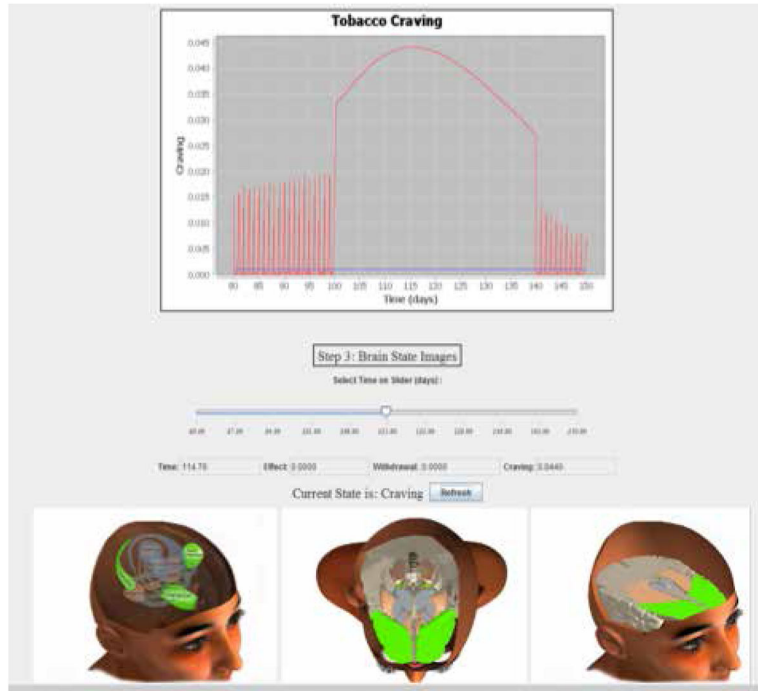 Tobacco Craving
0.045
0.040
0.035
0.030
0.025
0.020
0.015
0.010
0.005
0.000
Craving
80 85 90 95 100 105 110 115 120 125 130 135 140 145 150
Time (days)
Step 3: Brain State Images
Select Time on Slider (days) :
Time: 114.78 Effect: 0.0000 Withdrawal: 0.0000 Craving: 0.0440
Current State is: Craving Refresh